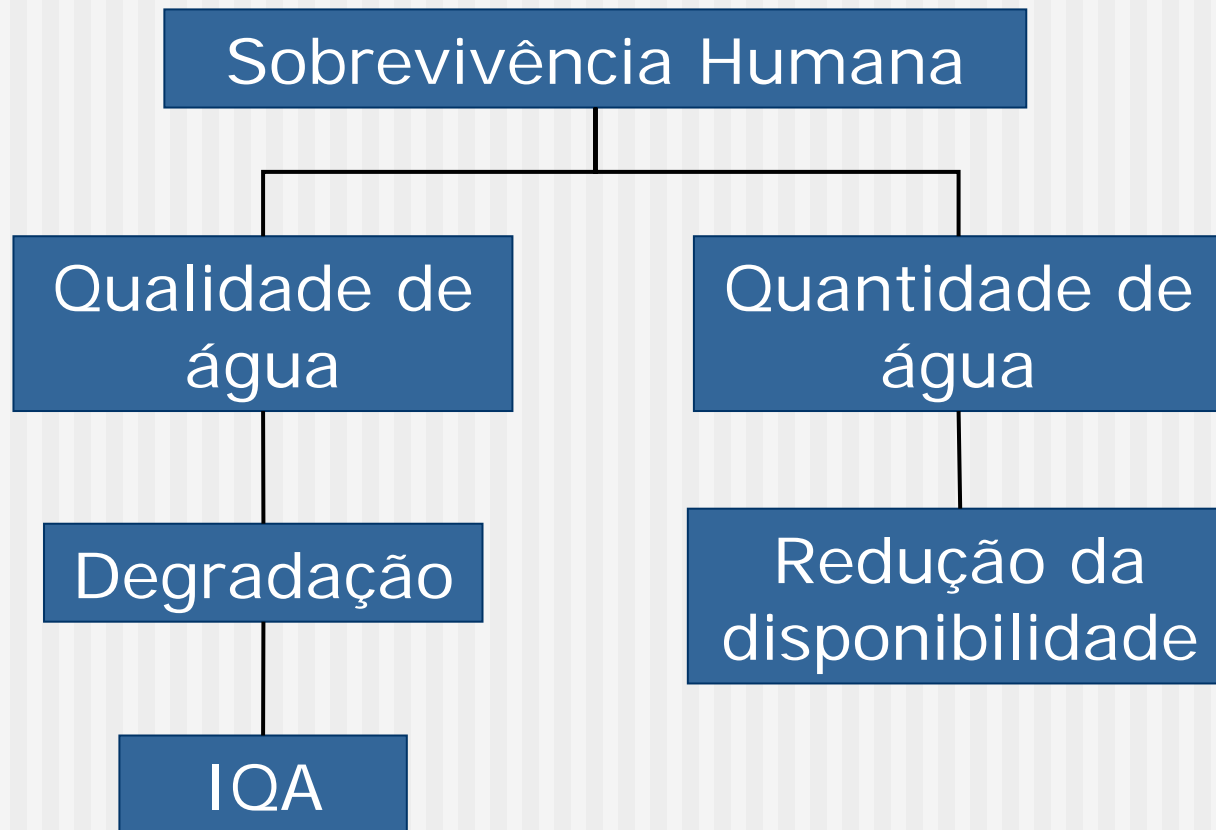 Sobrevivência Humana
Qualidade de
água
Quantidade de
água
Degradação
Redução da
disponibilidade
IQA